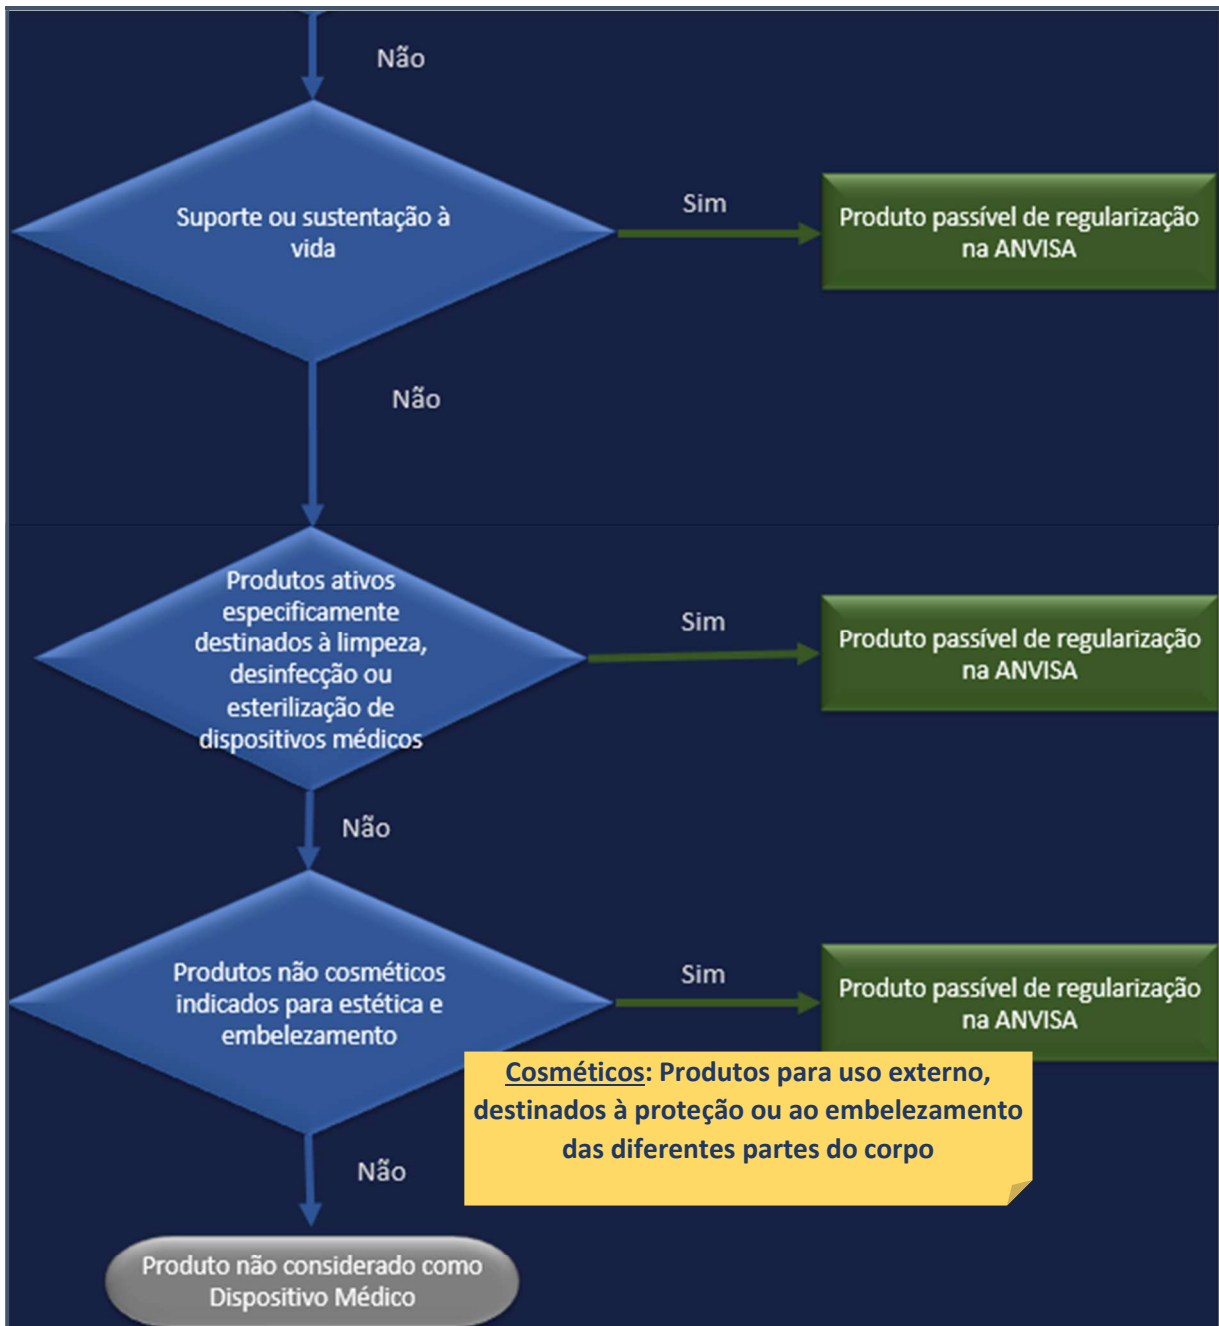 Não
Suporte ou sustentação à
vida
Sim
Produto passível de regularização
na ANVISA
Não
Produtos ativos
especificamente
destinados à limpeza,
desinfecção ou
esterilização de
dispositivos médicos
Sim
Produto passível de regularização
na ANVISA
Não
Produtos não cosméticos
indicados para estética e
embelezamento
Sim
Produto passível de regularização
na ANVISA
Cosméticos: Produtos para uso externo,
destinados à proteção ou ao embelezamento
das diferentes partes do corpo
Não
Produto não considerado como
Dispositivo Médico